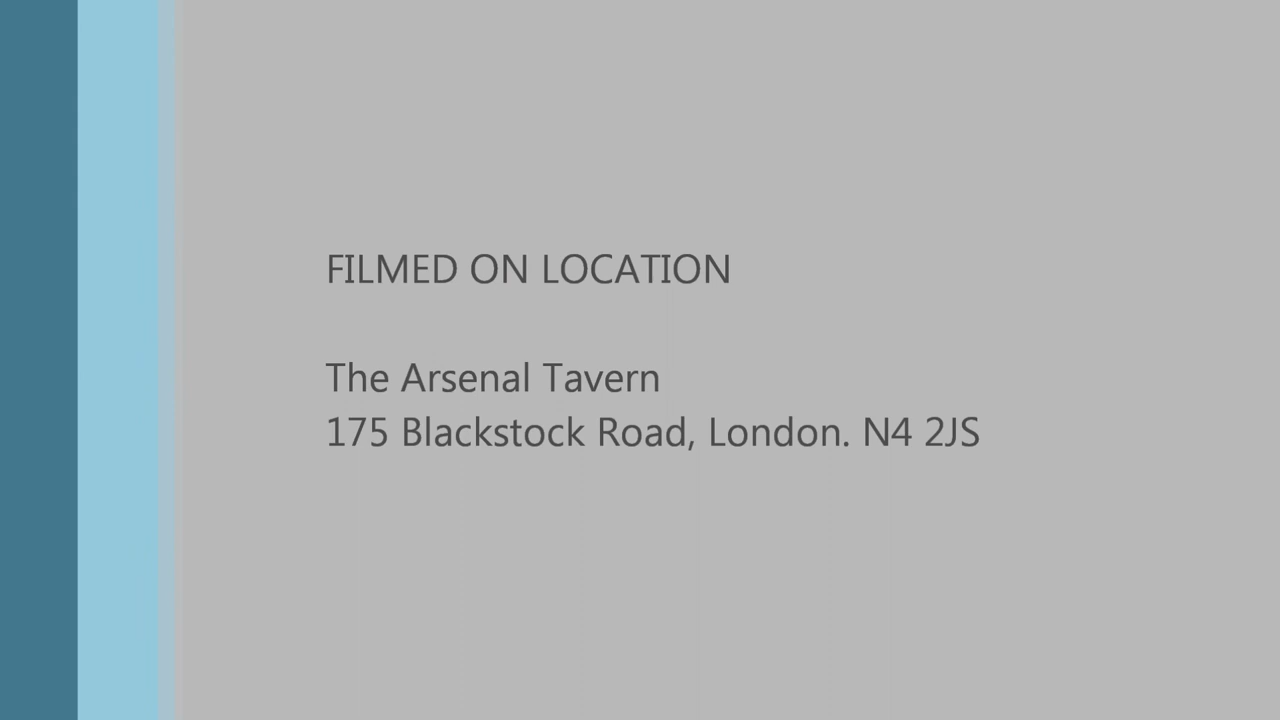 FILMED ON LOCATION
The Arsenal Tavern
175 Blackstock Road, London. N4 2JS